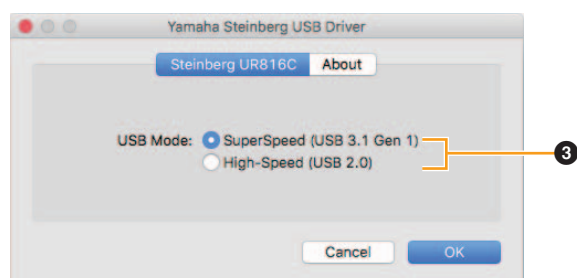 Yamaha Steinberg USB Driver
Steinberg UR816C About
USB Mode: SuperSpeed (USB 3.1 Gen 1)
High-Speed (USB 2.0)
3
Cancel OK